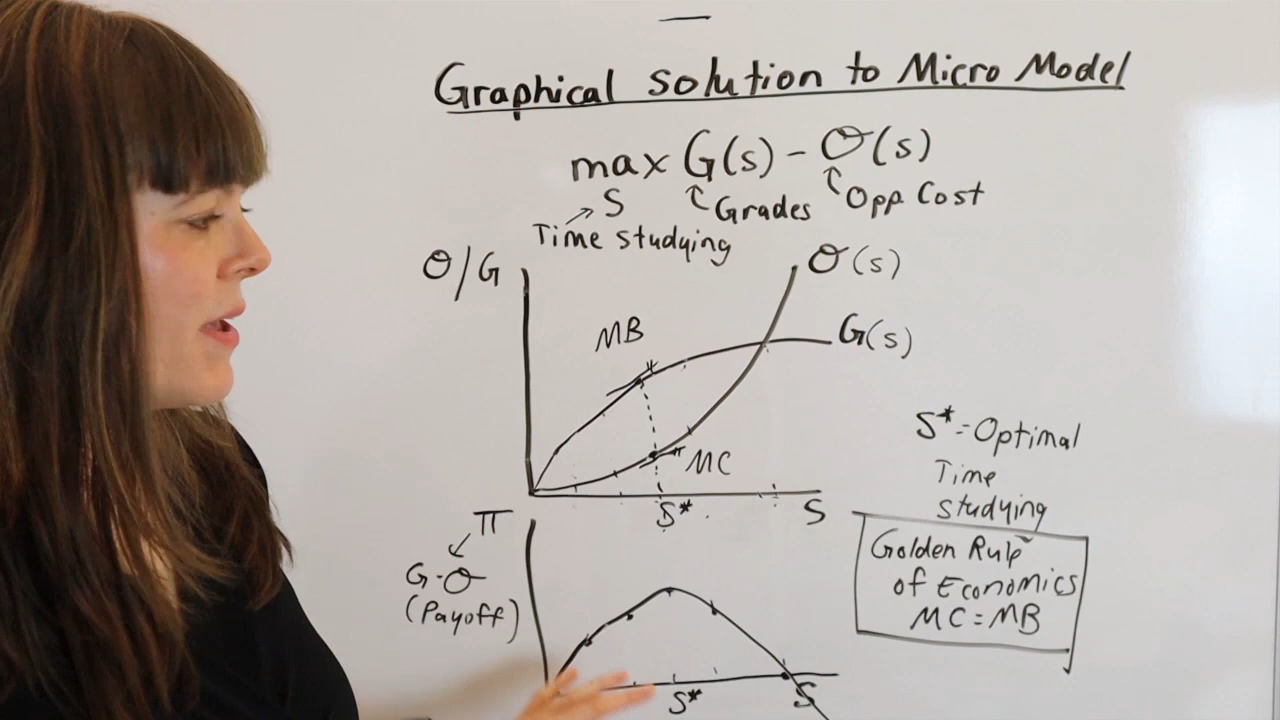 Graphical solution to Micro Model
max G(s) - O(s)
S
Grades
Opp Cost
Time studying
O/G
O(s)
MB
G(s)
MC
S*
S
S* = Optimal
Time
studying
Golden Rule
of Economics
MC = MB
π
G-O
(Payoff)
S*
S